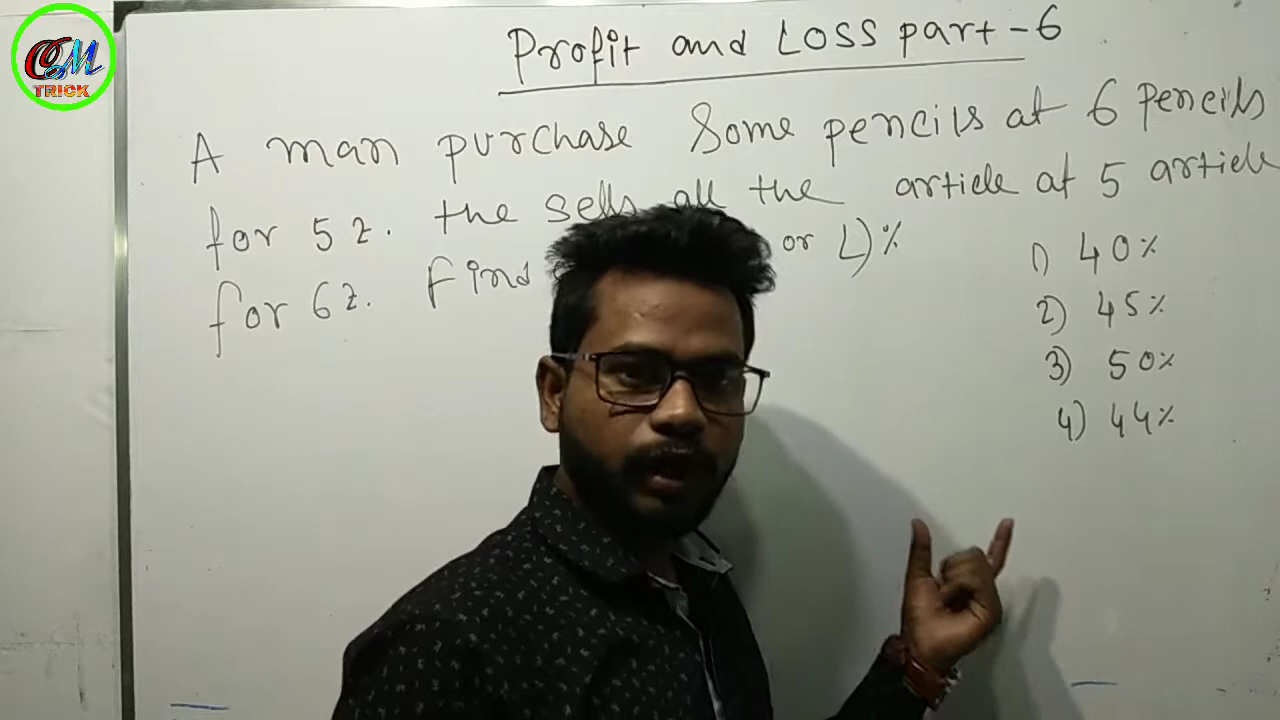 CM
TRICK
Profit and Loss part-6
A man purchase Some pencils at 6 pencils
for 5 z. the sells all the article at 5 article
for 6z. Find or L)%
1) 40%
2) 45%
3) 50%
4) 44%